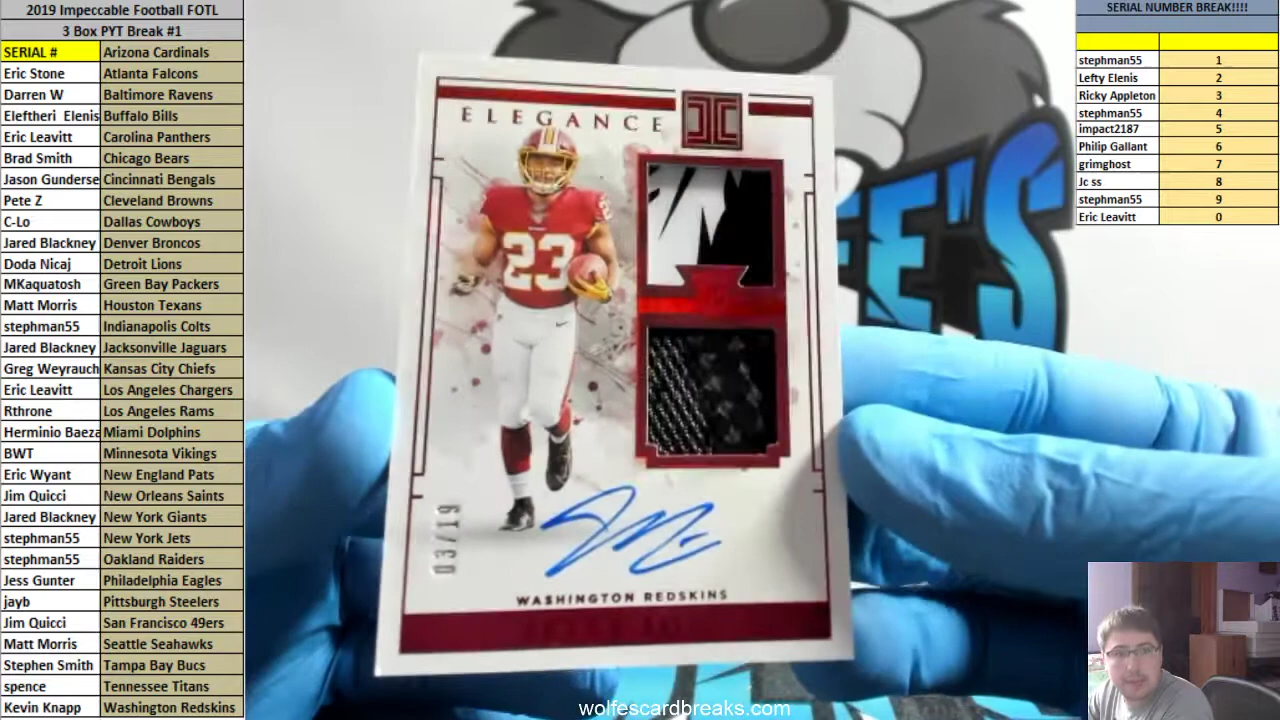 2019 Impeccable Football FOTL
3 Box PYT Break #1
SERIAL # Arizona Cardinals
Eric Stone Atlanta Falcons
Darren W Baltimore Ravens
Eleftheri Elenis Buffalo Bills
Eric Leavitt Carolina Panthers
Brad Smith Chicago Bears
Jason Gunderse Cincinnati Bengals
Pete Z Cleveland Browns
C-Lo Dallas Cowboys
Jared Blackney Denver Broncos
Doda Nicaj Detroit Lions
MKaquatosh Green Bay Packers
Matt Morris Houston Texans
stephman55 Indianapolis Colts
Jared Blackney Jacksonville Jaguars
Greg Weyrauch Kansas City Chiefs
Eric Leavitt Los Angeles Chargers
Rthrone Los Angeles Rams
Herminio Baeza Miami Dolphins
BWT Minnesota Vikings
Eric Wyant New England Pats
Jim Quicci New Orleans Saints
Jared Blackney New York Giants
stephman55 New York Jets
stephman55 Oakland Raiders
Jess Gunter Philadelphia Eagles
jayb Pittsburgh Steelers
Jim Quicci San Francisco 49ers
Matt Morris Seattle Seahawks
Stephen Smith Tampa Bay Bucs
spence Tennessee Titans
Kevin Knapp Washington Redskins
ELEGANCE
23
03/19
WASHINGTON REDSKINS
FE'S
wolfescardbreaks.com
SERIAL NUMBER BREAK!!!!
stephman55 1
Lefty Elenis 2
Ricky Appleton 3
stephman55 4
impact2187 5
Philip Gallant 6
grimghost 7
Jc ss 8
stephman55 9
Eric Leavitt 0